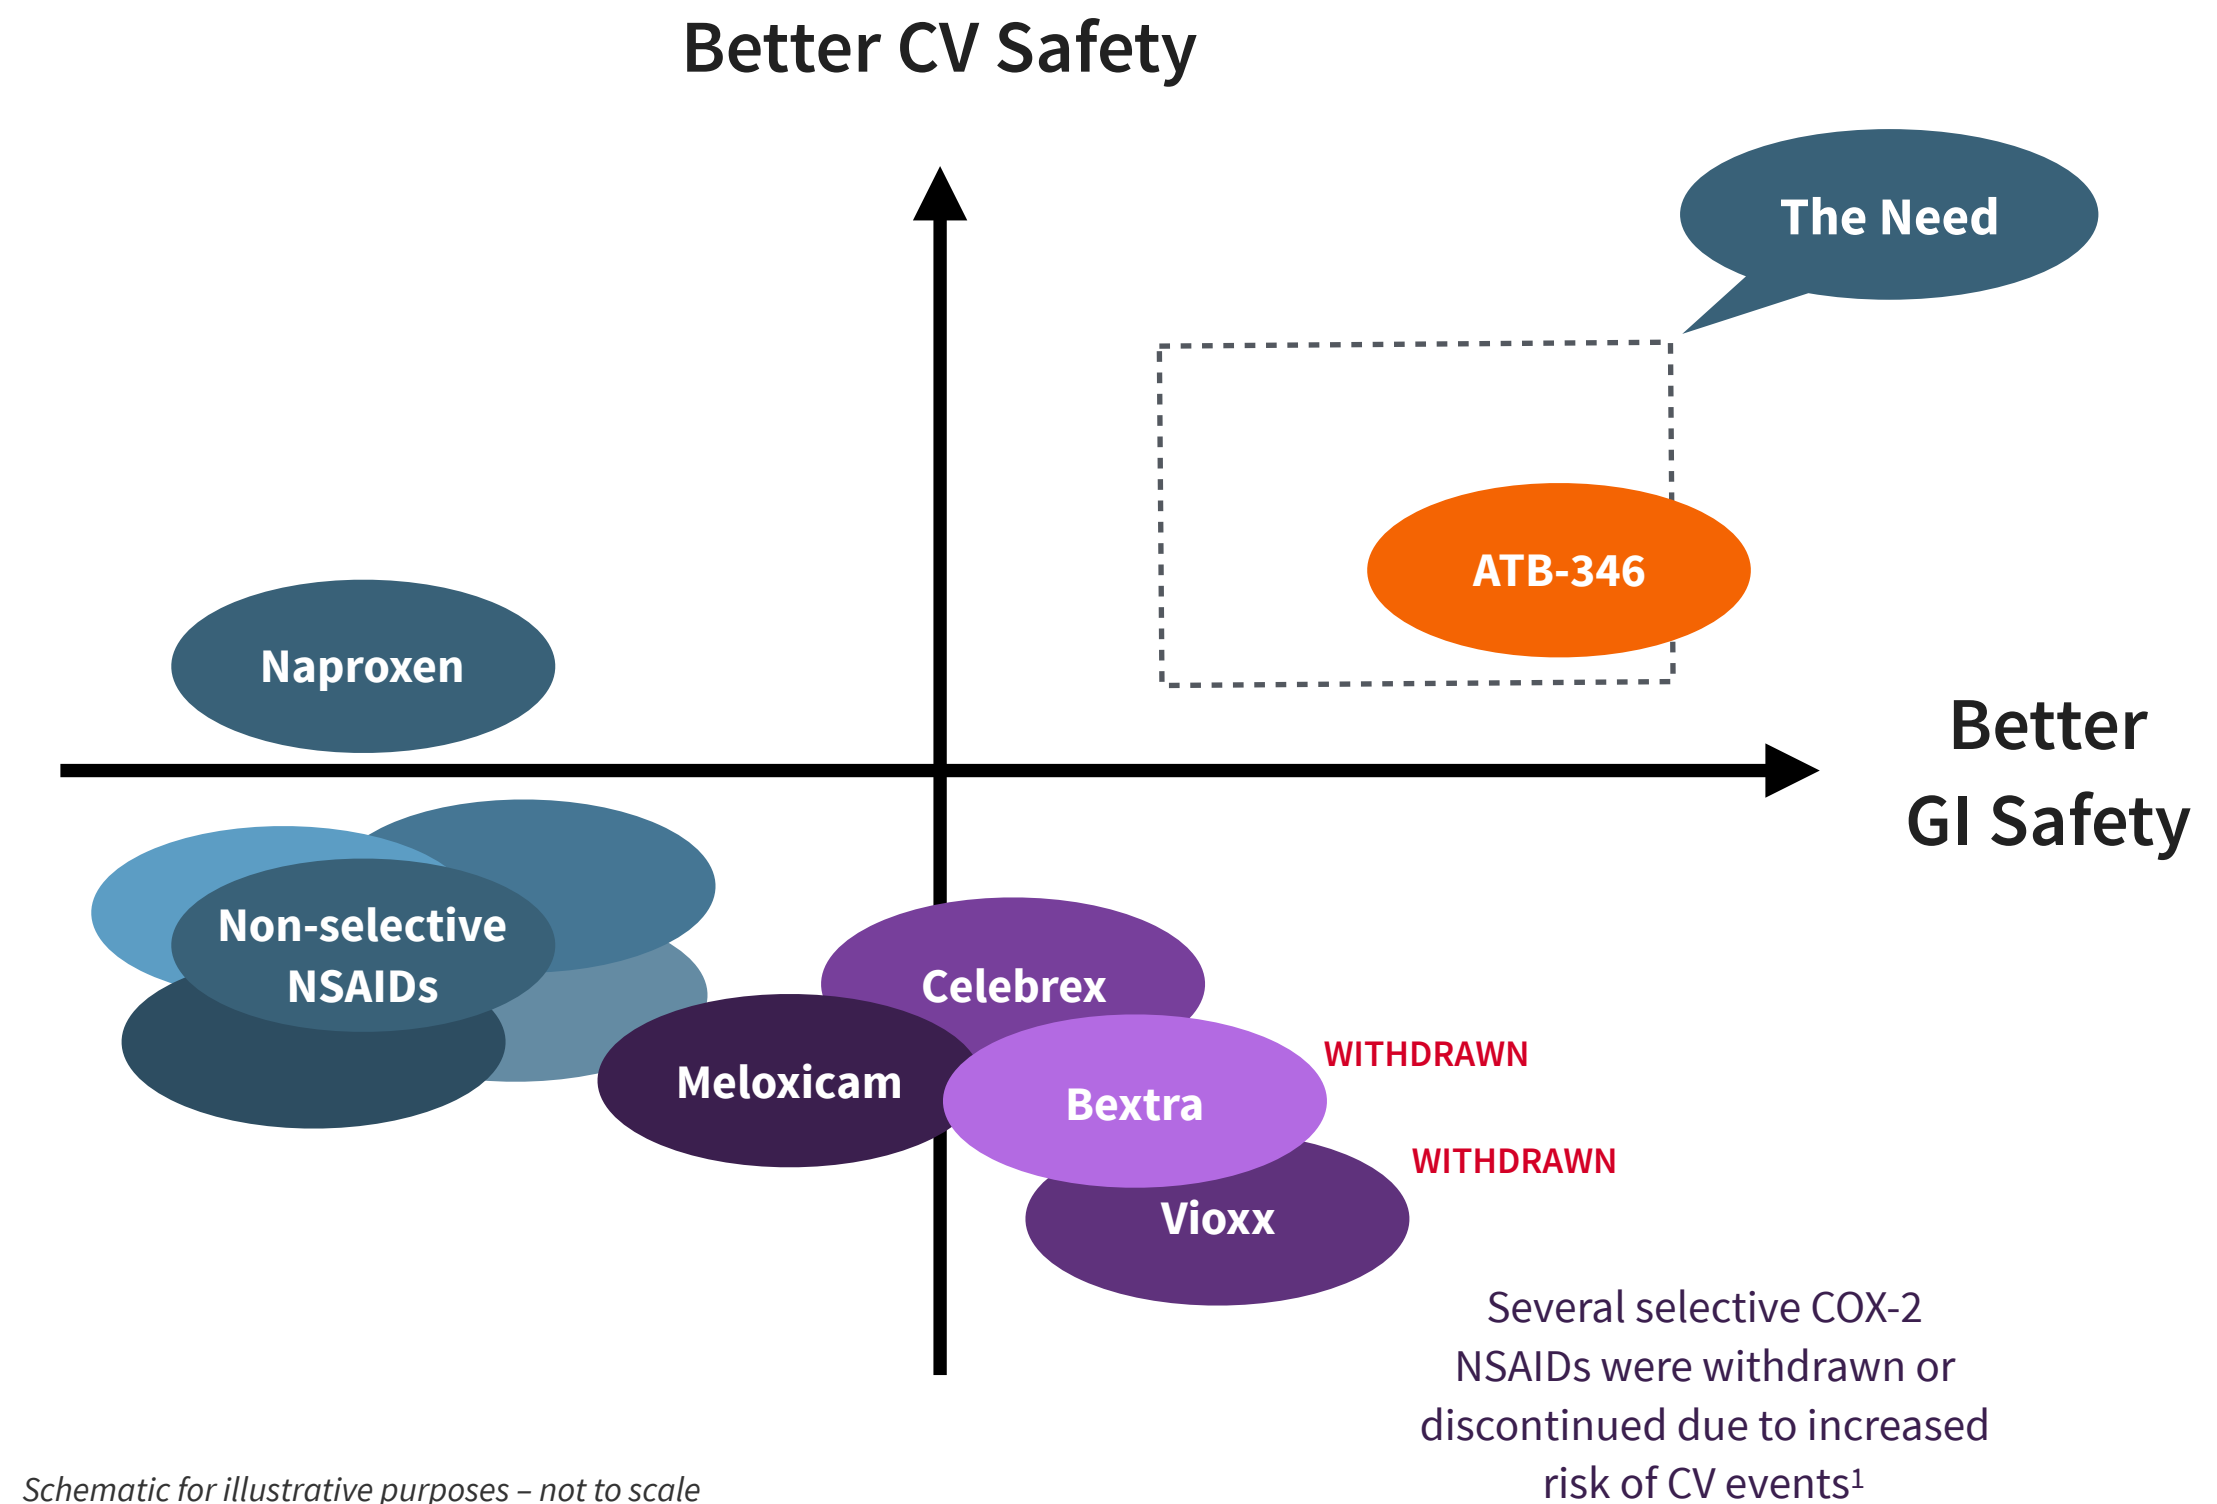 Better CV Safety
The Need
ATB-346
Naproxen
Better
GI Safety
Non-selective
NSAIDs
Celebrex
Meloxicam
Bextra
WITHDRAWN
WITHDRAWN
Vioxx
Several selective COX-2
NSAIDs were withdrawn or
discontinued due to increased
risk of CV events¹
Schematic for illustrative purposes – not to scale